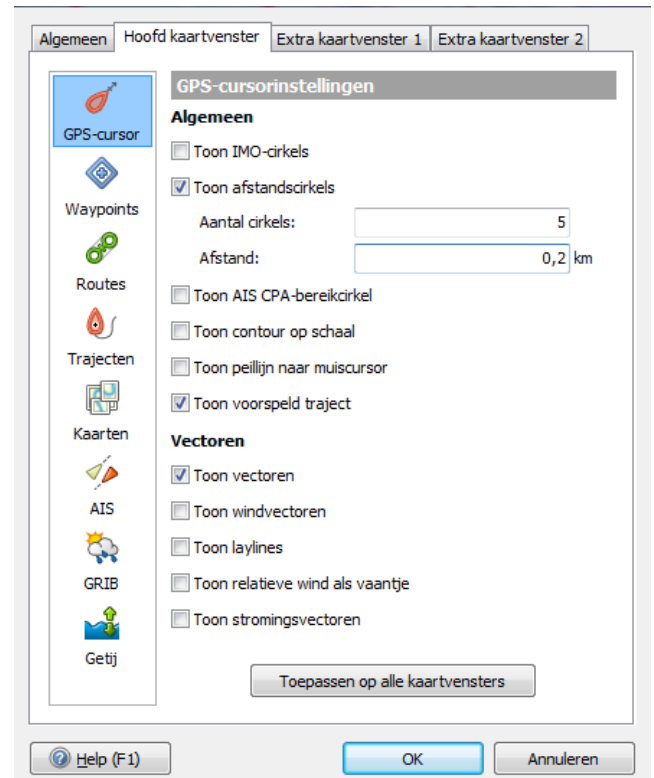 Algemeen Hoofd kaartvenster Extra kaartvenster 1 Extra kaartvenster 2
GPS-cursor
Waypoints
Routes
Trajecten
Kaarten
AIS
GRIB
Getij
GPS-cursorinstellingen
Algemeen
Toon IMO-cirkels
Toon afstandscirkels
Aantal cirkels: 5
Afstand: 0,2 km
Toon AIS CPA-bereikcirkel
Toon contour op schaal
Toon peillijn naar muiscursor
Toon voorspeld traject
Vectoren
Toon vectoren
Toon windvectoren
Toon laylines
Toon relatieve wind als vaantje
Toon stromingsvectoren
Toepassen op alle kaartvensters
Help (F1) OK Annuleren